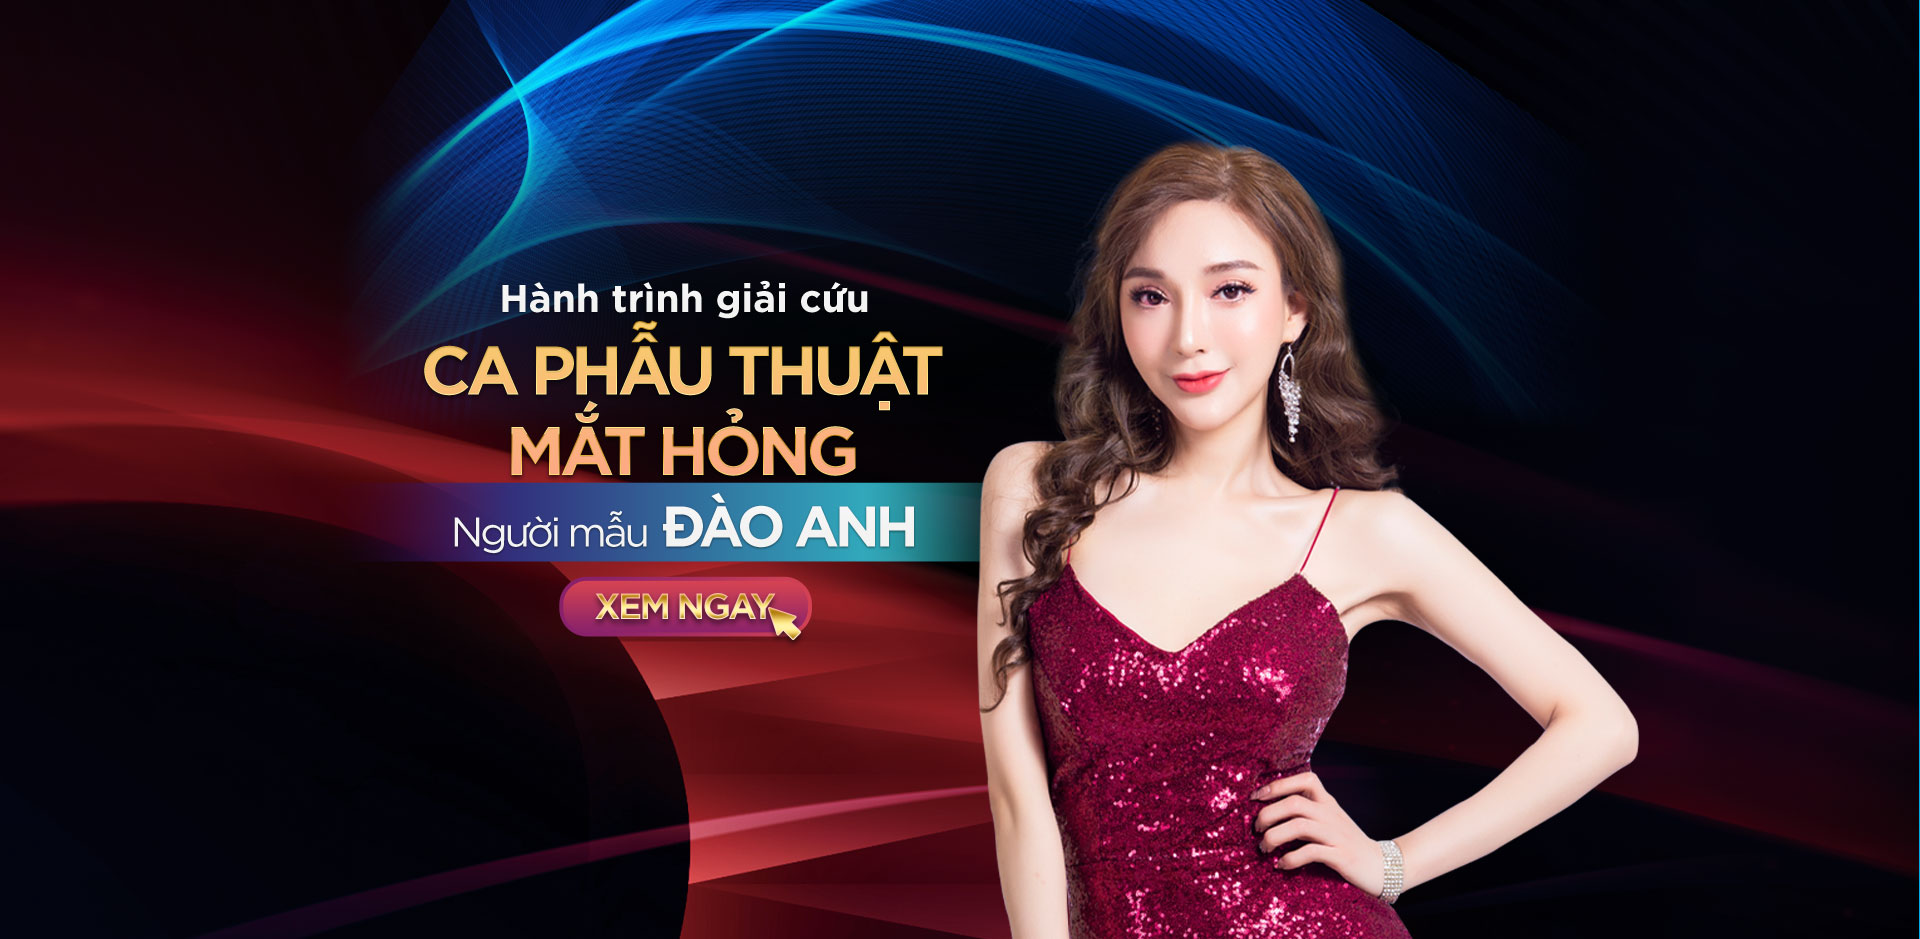 Hành trình giải cứu
CA PHẪU THUẬT
MẮT HỎNG
Người mẫu ĐÀO ANH
XEM NGAY